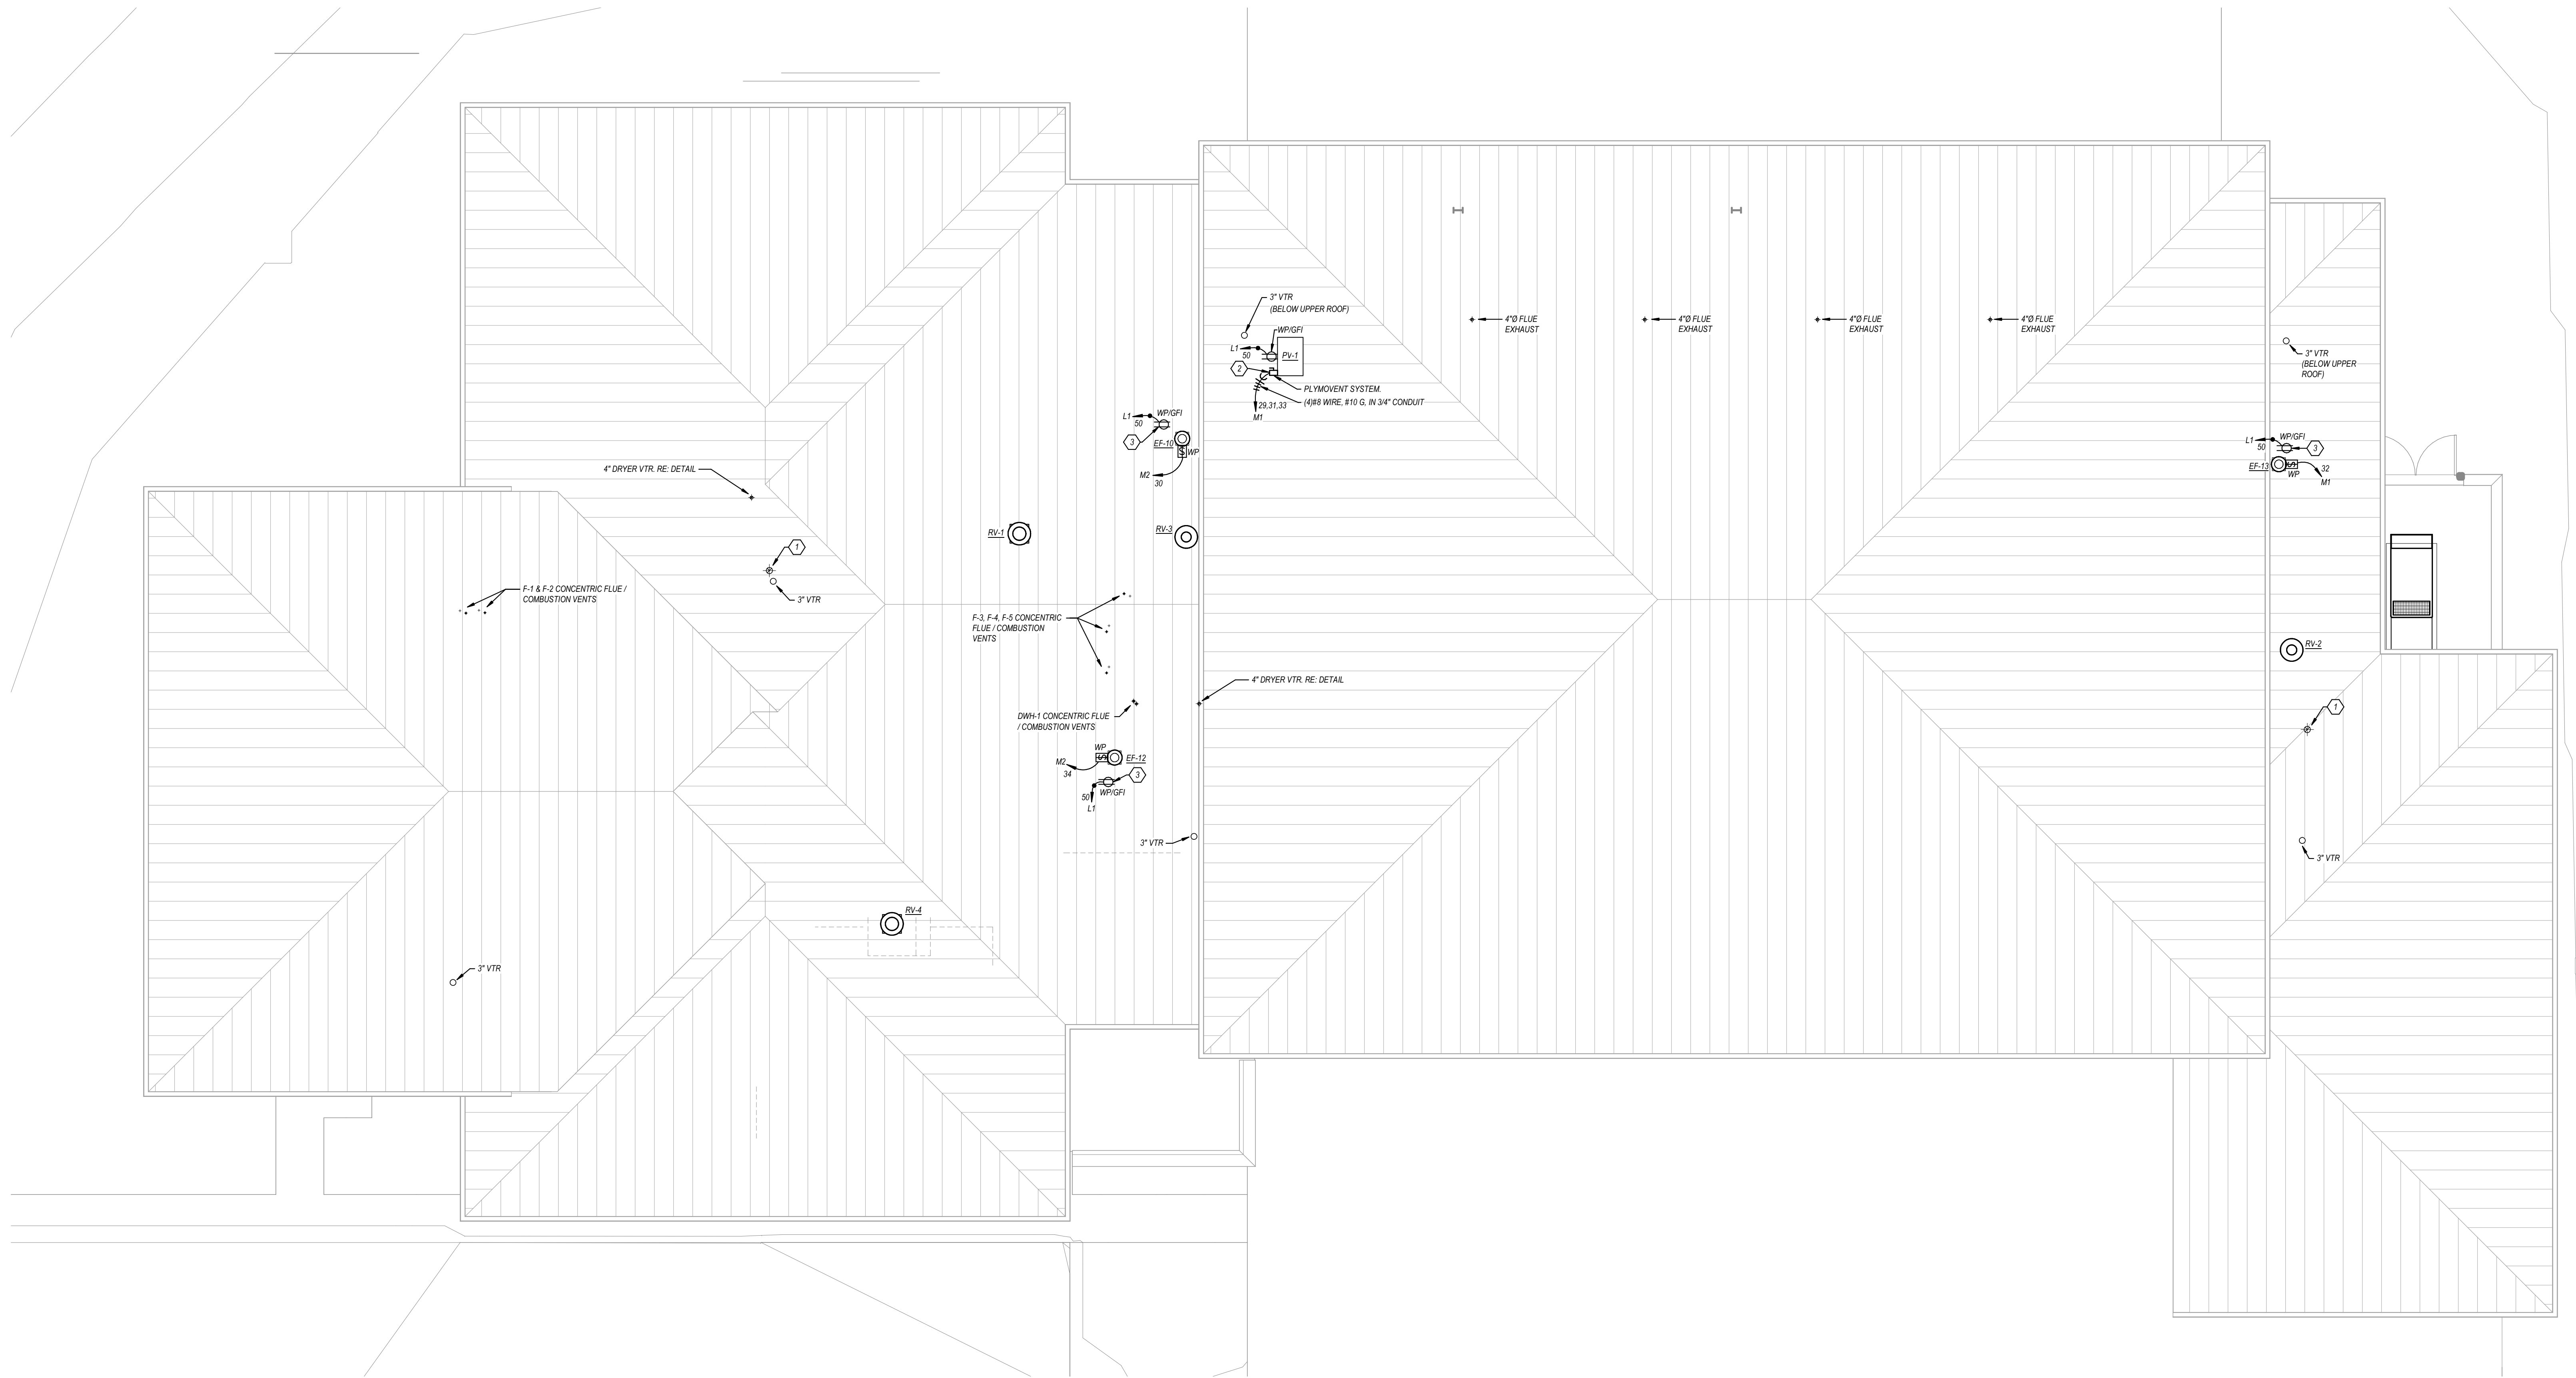 3" VTR
(BELOW UPPER ROOF)
WP/GFI
L1
50
PV-1
2
PLYMOVENT SYSTEM.
(4)#8 WIRE, #10 G, IN 3/4" CONDUIT
29,31,33
M1
4"Ø FLUE
EXHAUST
4"Ø FLUE
EXHAUST
4"Ø FLUE
EXHAUST
4"Ø FLUE
EXHAUST
3" VTR
(BELOW UPPER
ROOF)
L1
50
WP/GFI
3
EF-10
WP
M2
30
L1
50
WP/GFI
3
EF-13
WP
32
M1
4" DRYER VTR. RE: DETAIL
RV-1
RV-3
1
3" VTR
F-1 & F-2 CONCENTRIC FLUE /
COMBUSTION VENTS
F-3, F-4, F-5 CONCENTRIC
FLUE / COMBUSTION
VENTS
RV-2
4" DRYER VTR. RE: DETAIL
DWH-1 CONCENTRIC FLUE
/ COMBUSTION VENTS
1
WP
EF-12
M2
34
3
50
WP/GFI
L1
3" VTR
3" VTR
RV-4
3" VTR